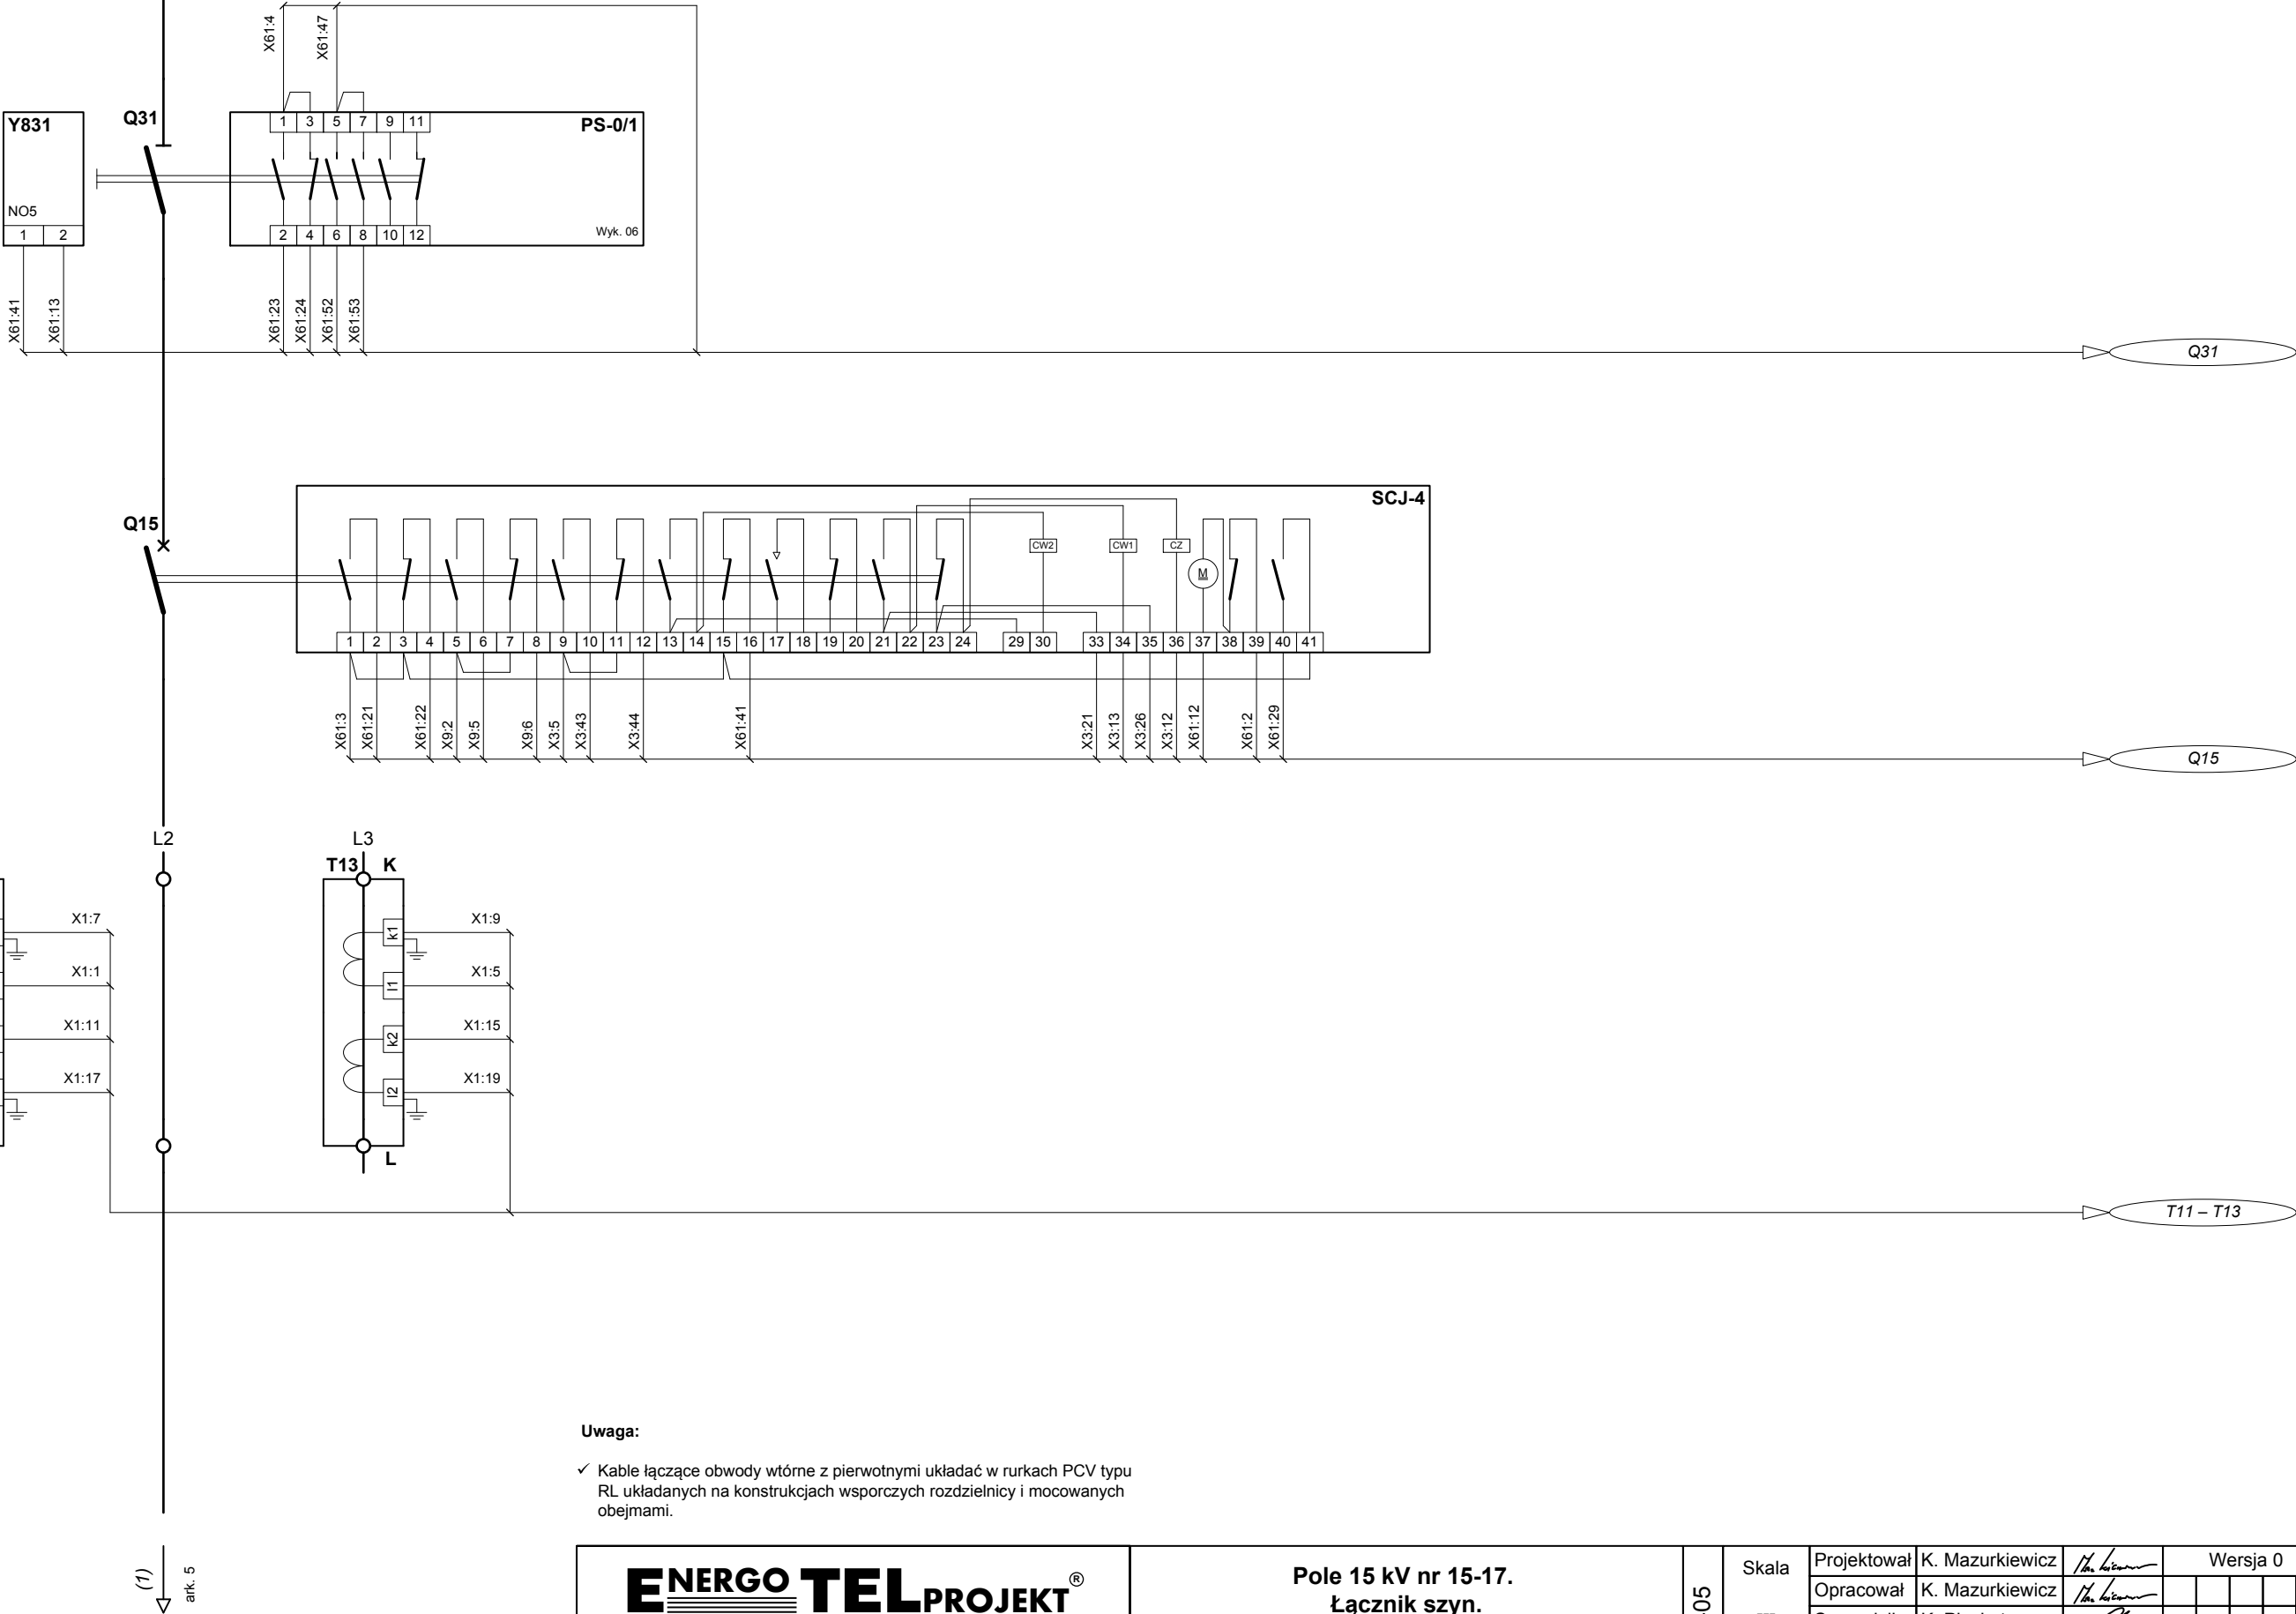 X61:4
X61:47
Y831
Q31
1 3 5 7 9 11
PS-0/1
NO5
1 2
2 4 6 8 10 12
Wyk. 06
X61:41
X61:13
X61:23
X61:24
X61:52
X61:53
Q31
SCJ-4
Q15
CW2
CW1
CZ
M
1 2 3 4 5 6 7 8 9 10 11 12 13 14 15 16 17 18 19 20 21 22 23 24 29 30 33 34 35 36 37 38 39 40 41
X61:3
X61:21
X61:22
X9:2
X9:5
X9:6
X3:5
X3:43
X3:44
X61:41
X3:21
X3:13
X3:26
X3:12
X61:12
X61:2
X61:29
Q15
L2
L3
T13 K
X1:7
k1
X1:9
X1:1
l1
X1:5
X1:11
k2
X1:15
X1:17
l2
X1:19
L
T11 – T13
Uwaga:
✓ Kable łączące obwody wtórne z pierwotnymi układać w rurkach PCV typu
RL układanych na konstrukcjach wsporczych rozdzielnicy i mocowanych
obejmami.
(1)
ark. 5
ENERGO TELPROJEKT®
Pole 15 kV nr 15-17.
Łącznik szyn.
05
Skala
Projektował K. Mazurkiewicz
Wersja 0
Opracował K. Mazurkiewicz